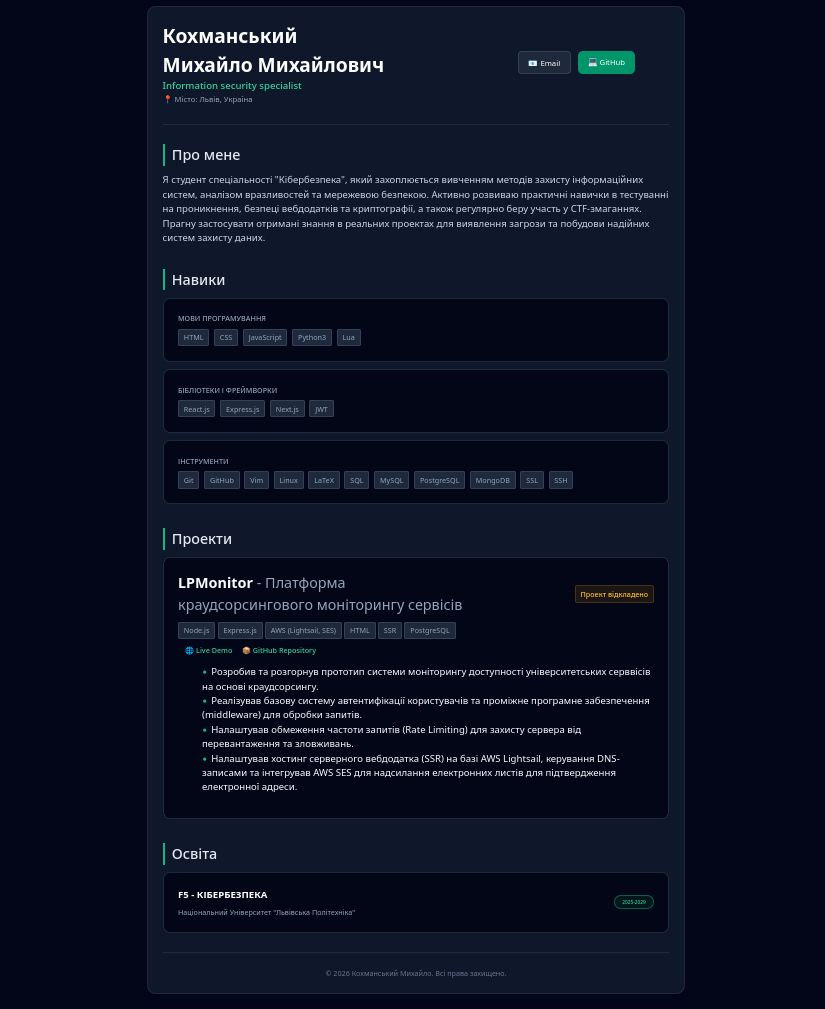 Кохманський
Михайло Михайлович
Information security specialist
📍 Місто: Львів, Україна
📧 Email
💻 GitHub
Про мене
Я студент спеціальності "Кібербезпека", який захоплюється вивченням методів захисту інформаційних
систем, аналізом вразливостей та мережевою безпекою. Активно розвиваю практичні навички в тестуванні
на проникнення, безпеці вебдодатків та криптографії, а також регулярно беру участь у CTF-змаганнях.
Прагну застосувати отримані знання в реальних проектах для виявлення загрози та побудови надійних
систем захисту даних.
Навики
МОВИ ПРОГРАМУВАННЯ
HTML CSS JavaScript Python3 Lua
БІБЛІОТЕКИ І ФРЕЙМВОРКИ
React.js Express.js Next.js JWT
ІНСТРУМЕНТИ
Git GitHub Vim Linux LaTeX SQL MySQL PostgreSQL MongoDB SSL SSH
Проекти
LPMonitor - Платформа
краудсорсингового моніторингу сервісів
Проект відкладено
Node.js Express.js AWS (Lightsail, SES) HTML SSR PostgreSQL
🌐 Live Demo 📦 GitHub Repository
• Розробив та розгорнув прототип системи моніторингу доступності університетських серввісів
на основі краудсорсингу.
• Реалізував базову систему автентифікації користувачів та проміжне програмне забезпечення
(middleware) для обробки запитів.
• Налаштував обмеження частоти запитів (Rate Limiting) для захисту сервера від
перевантаження та зловживань.
• Налаштував хостинг серверного вебдодатка (SSR) на базі AWS Lightsail, керування DNS-
записами та інтегрував AWS SES для надсилання електронних листів для підтвердження
електронної адреси.
Освіта
F5 - КІБЕРБЕЗПЕКА
Національний Університет "Львівська Політехніка"
2025-2029
© 2026 Кохманський Михайло. Всі права захищено.